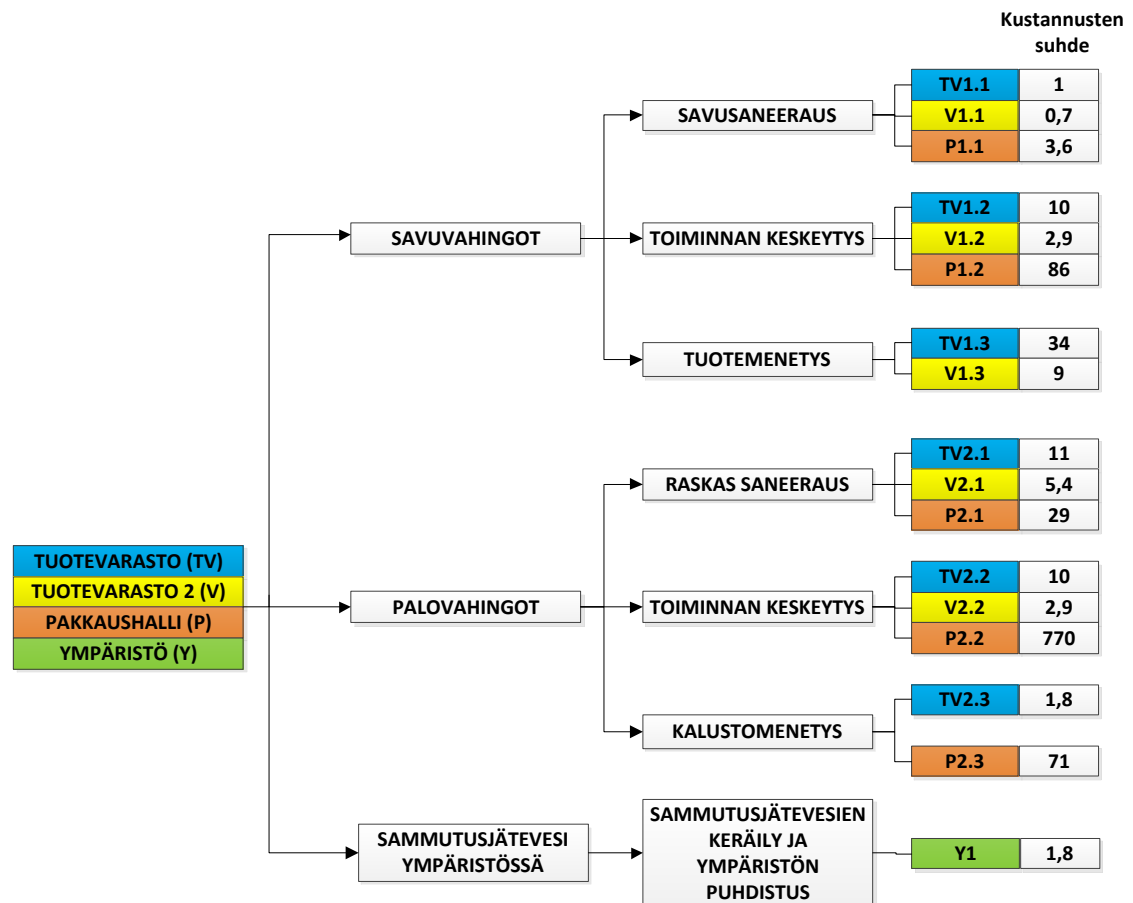 Kustannusten
suhde
TUOTEVARASTO (TV)
TUOTEVARASTO 2 (V)
PAKKAUSHALLI (P)
YMPÄRISTÖ (Y)
SAVUVAHINGOT
SAVUSANEERAUS
TV1.1 1
V1.1 0,7
P1.1 3,6
TOIMINNAN KESKEYTYS
TV1.2 10
V1.2 2,9
P1.2 86
TUOTEMENETYS
TV1.3 34
V1.3 9
PALOVAHINGOT
RASKAS SANEERAUS
TV2.1 11
V2.1 5,4
P2.1 29
TOIMINNAN KESKEYTYS
TV2.2 10
V2.2 2,9
P2.2 770
KALUSTOMENETYS
TV2.3 1,8
P2.3 71
SAMMUTUSJÄTEVESI
YMPÄRISTÖSSÄ
SAMMUTUSJÄTEVESIEN
KERÄILY JA
YMPÄRISTÖN
PUHDISTUS
Y1 1,8